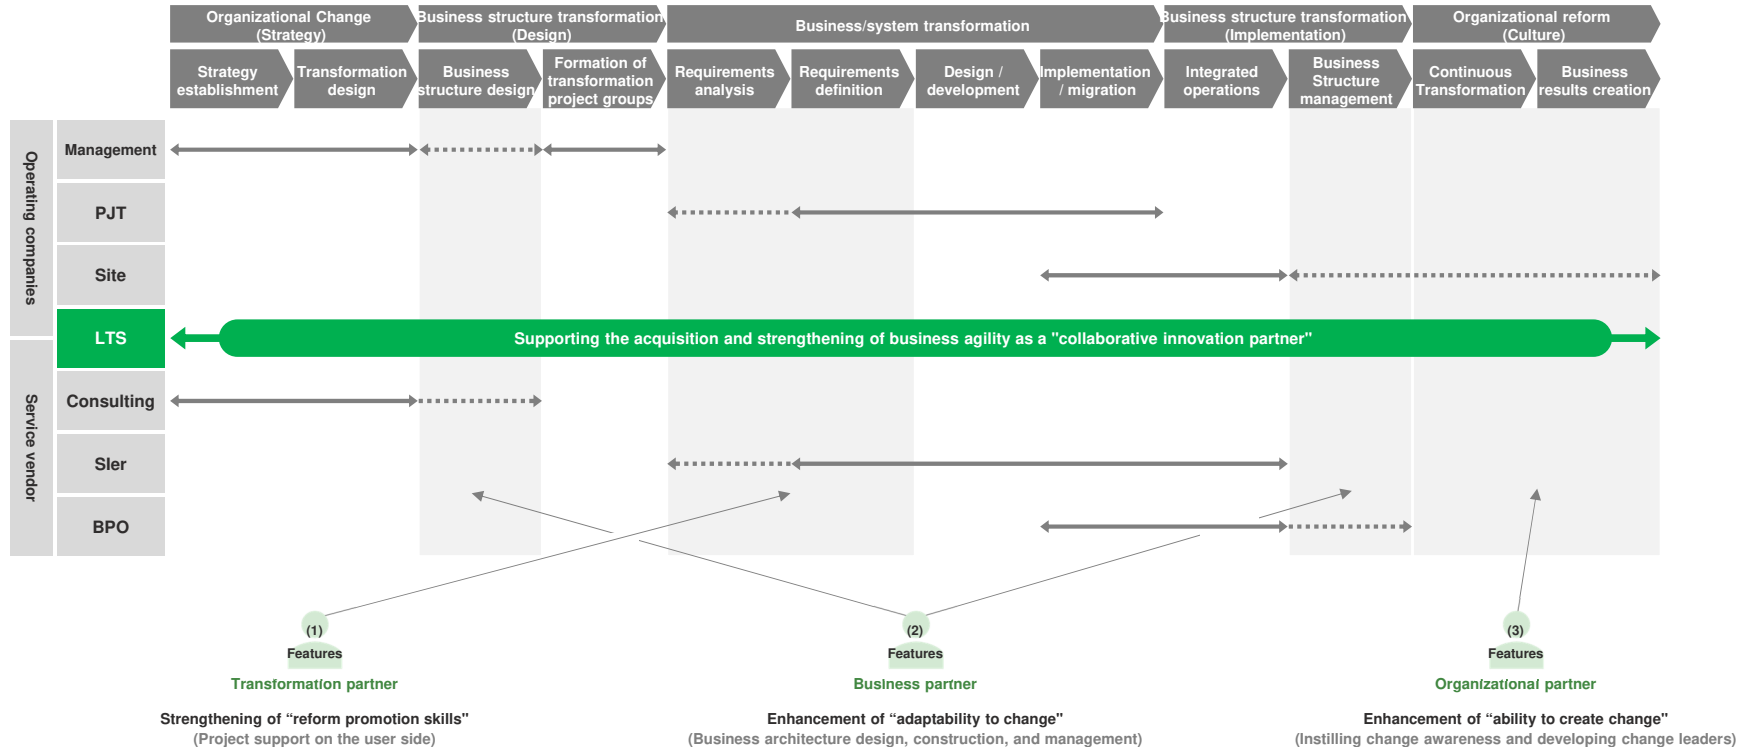 Organizational Change
(Strategy)
Business structure transformation
(Design)
Business/system transformation
Business structure transformation
(Implementation)
Organizational reform
(Culture)
Strategy
establishment
Transformation
design
Business
structure design
Formation of
transformation
project groups
Requirements
analysis
Requirements
definition
Design /
development
Implementation
/ migration
Integrated
operations
Business
Structure
management
Continuous
Transformation
Business
results creation
Operating companies
Management
PJT
Site
LTS
Supporting the acquisition and strengthening of business agility as a "collaborative innovation partner"
Service vendor
Consulting
SIer
BPO
(1)
Features
Transformation partner
Strengthening of “reform promotion skills"
(Project support on the user side)
(2)
Features
Business partner
Enhancement of “adaptability to change"
(Business architecture design, construction, and management)
(3)
Features
Organizational partner
Enhancement of “ability to create change"
(Instilling change awareness and developing change leaders)